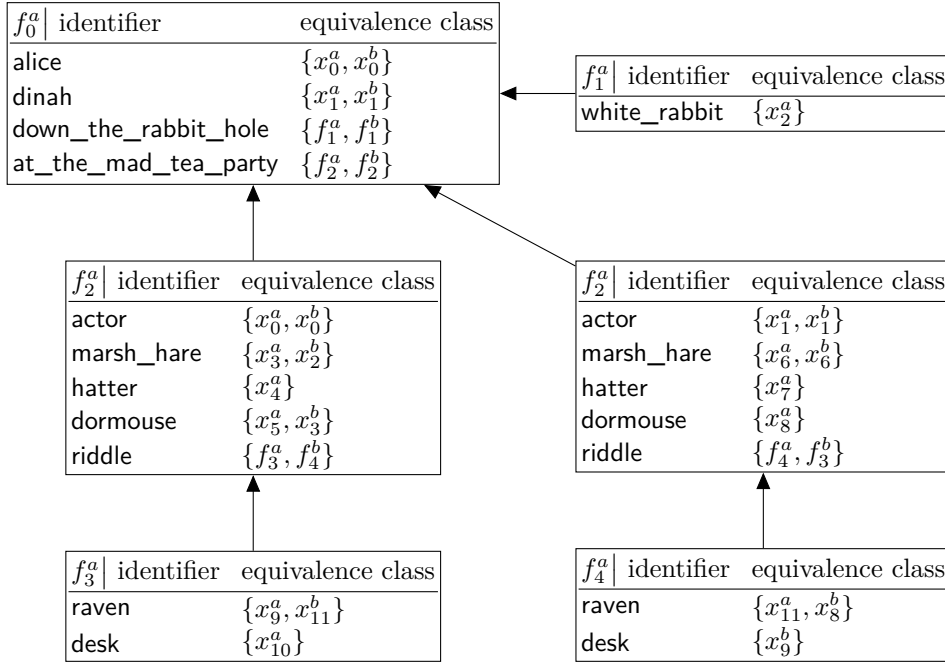 f_0^a| identifier equivalence class
alice {x_0^a, x_0^b}
dinah {x_1^a, x_1^b}
down_the_rabbit_hole {f_1^a, f_1^b}
at_the_mad_tea_party {f_2^a, f_2^b}
f_1^a| identifier equivalence class
white_rabbit {x_2^a}
f_2^a| identifier equivalence class
actor {x_0^a, x_0^b}
marsh_hare {x_3^a, x_2^b}
hatter {x_4^a}
dormouse {x_5^a, x_3^b}
riddle {f_3^a, f_4^b}
f_2^a| identifier equivalence class
actor {x_1^a, x_1^b}
marsh_hare {x_6^a, x_6^b}
hatter {x_7^a}
dormouse {x_8^a}
riddle {f_4^a, f_3^b}
f_3^a| identifier equivalence class
raven {x_9^a, x_11^b}
desk {x_10^a}
f_4^a| identifier equivalence class
raven {x_11^a, x_8^b}
desk {x_9^b}